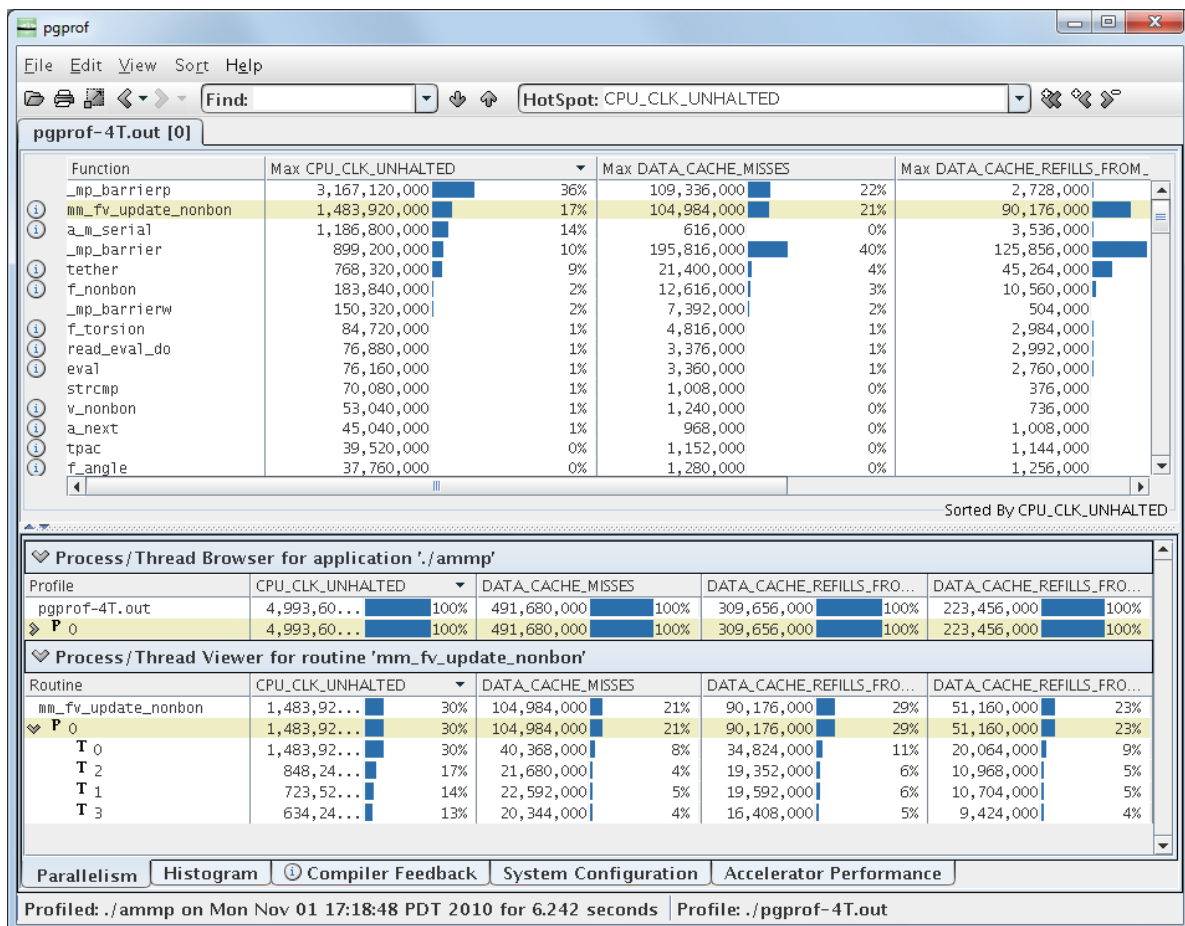 pgprof
File Edit View Sort Help
Find: HotSpot: CPU_CLK_UNHALTED
pgprof-4T.out [0]
Function Max CPU_CLK_UNHALTED Max DATA_CACHE_MISSES Max DATA_CACHE_REFILLS_FROM_
_mp_barrierp 3,167,120,000 36% 109,336,000 22% 2,728,000
mm_fv_update_nonbon 1,483,920,000 17% 104,984,000 21% 90,176,000
a_m_serial 1,186,800,000 14% 616,000 0% 3,536,000
_mp_barrier 899,200,000 10% 195,816,000 40% 125,856,000
tether 768,320,000 9% 21,400,000 4% 45,264,000
f_nonbon 183,840,000 2% 12,616,000 3% 10,560,000
_mp_barrierw 150,320,000 2% 7,392,000 2% 504,000
f_torsion 84,720,000 1% 4,816,000 1% 2,984,000
read_eval_do 76,880,000 1% 3,376,000 1% 2,992,000
eval 76,160,000 1% 3,360,000 1% 2,760,000
strcmp 70,080,000 1% 1,008,000 0% 376,000
v_nonbon 53,040,000 1% 1,240,000 0% 736,000
a_next 45,040,000 1% 968,000 0% 1,008,000
tpac 39,520,000 0% 1,152,000 0% 1,144,000
f_angle 37,760,000 0% 1,280,000 0% 1,256,000
Sorted By CPU_CLK_UNHALTED
Process/Thread Browser for application './ammp'
Profile CPU_CLK_UNHALTED DATA_CACHE_MISSES DATA_CACHE_REFILLS_FRO... DATA_CACHE_REFILLS_FRO...
pgprof-4T.out 4,993,60... 100% 491,680,000 100% 309,656,000 100% 223,456,000 100%
P 0 4,993,60... 100% 491,680,000 100% 309,656,000 100% 223,456,000 100%
Process/Thread Viewer for routine 'mm_fv_update_nonbon'
Routine CPU_CLK_UNHALTED DATA_CACHE_MISSES DATA_CACHE_REFILLS_FRO... DATA_CACHE_REFILLS_FRO...
mm_fv_update_nonbon 1,483,92... 30% 104,984,000 21% 90,176,000 29% 51,160,000 23%
P 0 1,483,92... 30% 104,984,000 21% 90,176,000 29% 51,160,000 23%
T 0 1,483,92... 30% 40,368,000 8% 34,824,000 11% 20,064,000 9%
T 2 848,24... 17% 21,680,000 4% 19,352,000 6% 10,968,000 5%
T 1 723,52... 14% 22,592,000 5% 19,592,000 6% 10,704,000 5%
T 3 634,24... 13% 20,344,000 4% 16,408,000 5% 9,424,000 4%
Parallelism Histogram Compiler Feedback System Configuration Accelerator Performance
Profiled: ./ammp on Mon Nov 01 17:18:48 PDT 2010 for 6.242 seconds Profile: ./pgprof-4T.out